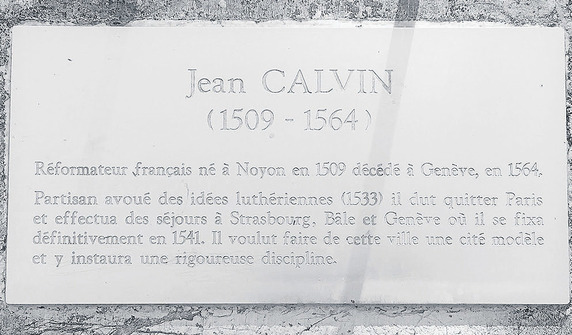 Jean CALVIN
(1509 - 1564)
Réformateur français né à Noyon en 1509 décédé à Genève, en 1564.
Partisan avoué des idées luthériennes (1533) il dut quitter Paris
et effectua des séjours à Strasbourg, Bâle et Genève où il se fixa
définitivement en 1541. Il voulut faire de cette ville une cité modèle
et y instaura une rigoureuse discipline.